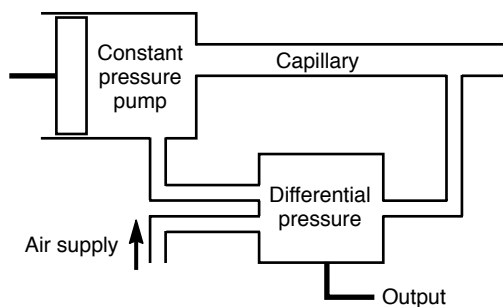 Constant
pressure
pump
Capillary
Differential
pressure
Air supply
Output